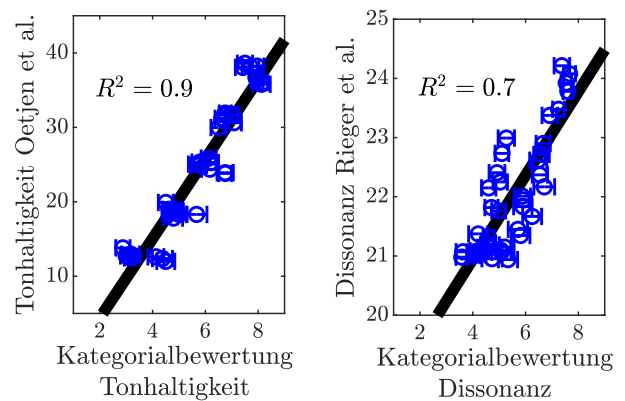 Tonhaltigkeit Oetjen et al.
40
30
20
10
R² = 0.9
2 4 6 8
Kategorialbewertung
Tonhaltigkeit
Dissonanz Rieger et al.
25
24
23
22
21
20
R² = 0.7
2 4 6 8
Kategorialbewertung
Dissonanz